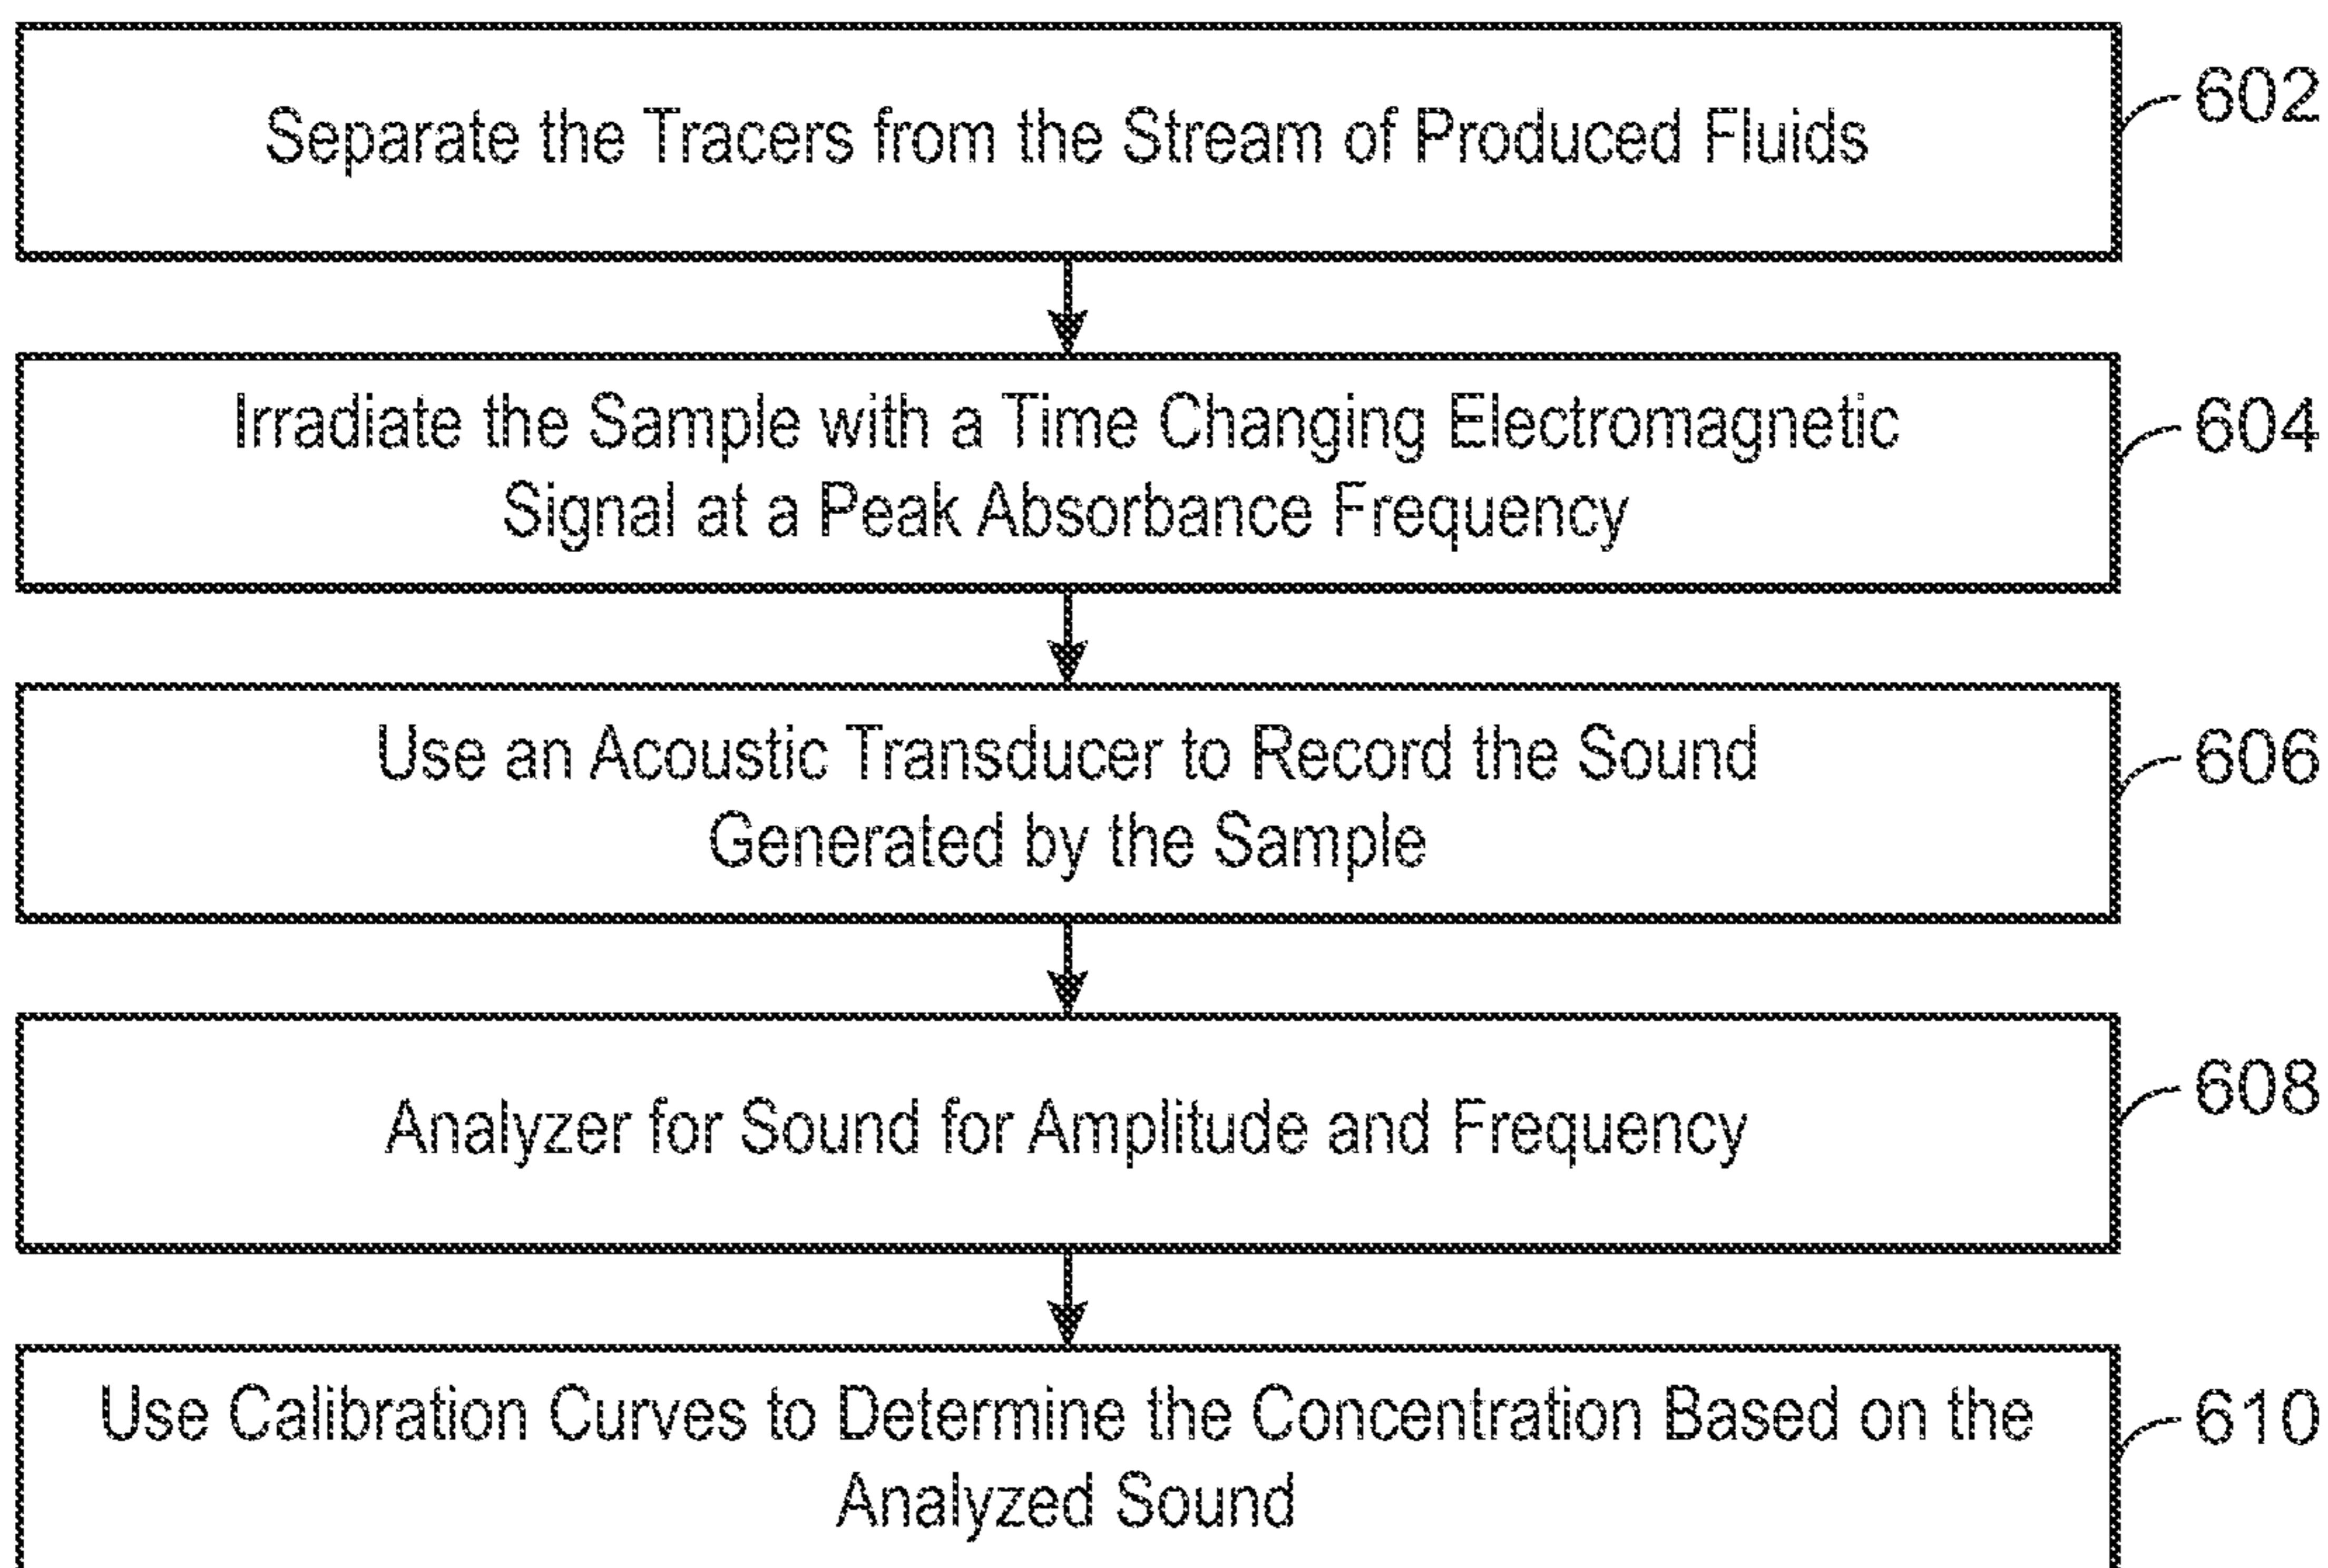 Separate the Tracers from the Stream of Produced Fluids
602
Irradiate the Sample with a Time Changing Electromagnetic
Signal at a Peak Absorbance Frequency
604
Use an Acoustic Transducer to Record the Sound
Generated by the Sample
606
Analyzer for Sound for Amplitude and Frequency
608
Use Calibration Curves to Determine the Concentration Based on the
Analyzed Sound
610